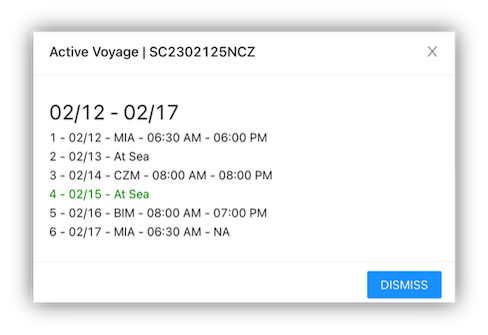 Active Voyage | SC2302125NCZ
02/12 - 02/17
1 - 02/12 - MIA - 06:30 AM - 06:00 PM
2 - 02/13 - At Sea
3 - 02/14 - CZM - 08:00 AM - 08:00 PM
4 - 02/15 - At Sea
5 - 02/16 - BIM - 08:00 AM - 07:00 PM
6 - 02/17 - MIA - 06:30 AM - NA
DISMISS